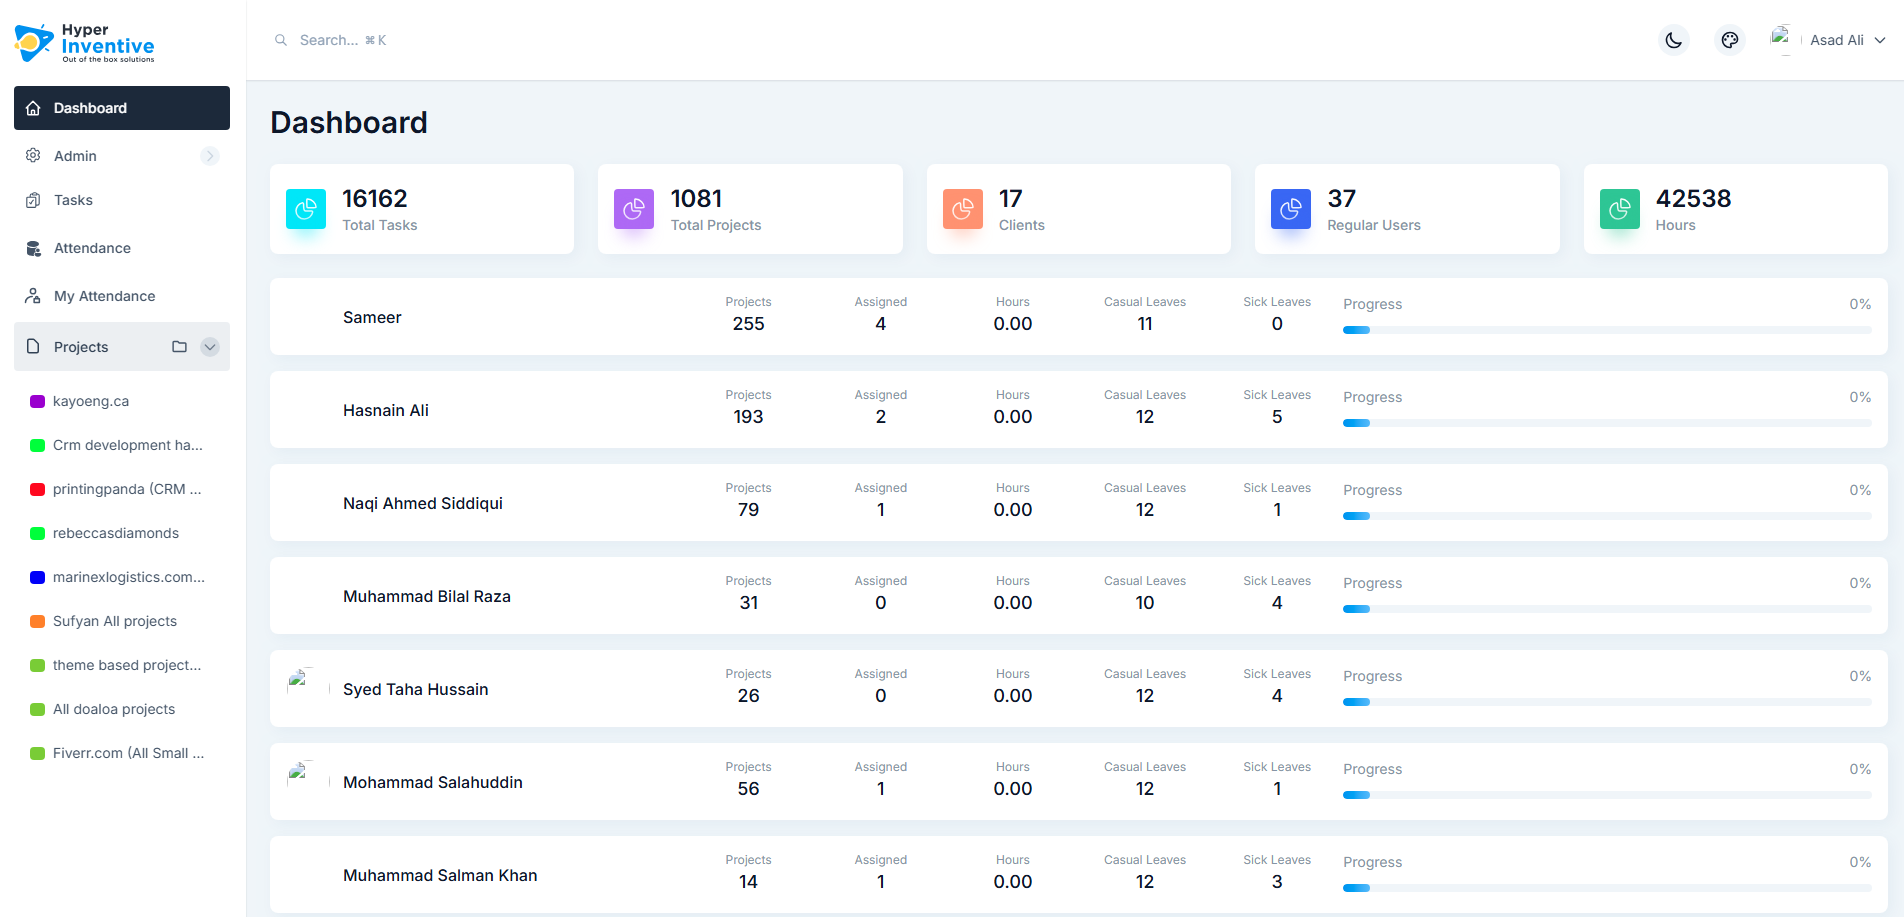 Hyper
Inventive
Out of the box solutions
Search... ⌘K
Asad Ali
Dashboard
Admin
Tasks
Attendance
My Attendance
Projects
kayoeng.ca
Crm development ha...
printingpanda (CRM ...
rebeccasdiamonds
marinexlogistics.com...
Sufyan All projects
theme based project...
All doaloa projects
Fiverr.com (All Small ...
Dashboard
16162
Total Tasks
1081
Total Projects
17
Clients
37
Regular Users
42538
Hours
Sameer
Projects Assigned Hours Casual Leaves Sick Leaves Progress 0%
255 4 0.00 11 0
Hasnain Ali
Projects Assigned Hours Casual Leaves Sick Leaves Progress 0%
193 2 0.00 12 5
Naqi Ahmed Siddiqui
Projects Assigned Hours Casual Leaves Sick Leaves Progress 0%
79 1 0.00 12 1
Muhammad Bilal Raza
Projects Assigned Hours Casual Leaves Sick Leaves Progress 0%
31 0 0.00 10 4
Syed Taha Hussain
Projects Assigned Hours Casual Leaves Sick Leaves Progress 0%
26 0 0.00 12 4
Mohammad Salahuddin
Projects Assigned Hours Casual Leaves Sick Leaves Progress 0%
56 1 0.00 12 1
Muhammad Salman Khan
Projects Assigned Hours Casual Leaves Sick Leaves Progress 0%
14 1 0.00 12 3